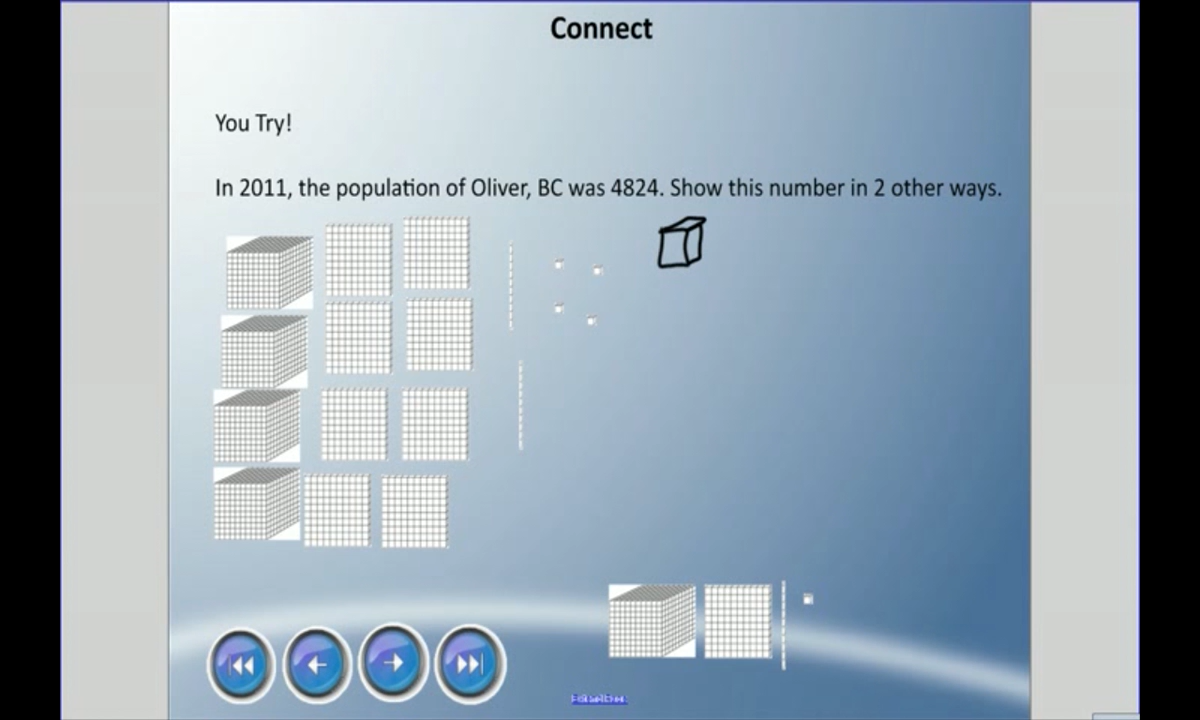 Connect
You Try!
In 2011, the population of Oliver, BC was 4824. Show this number in 2 other ways.